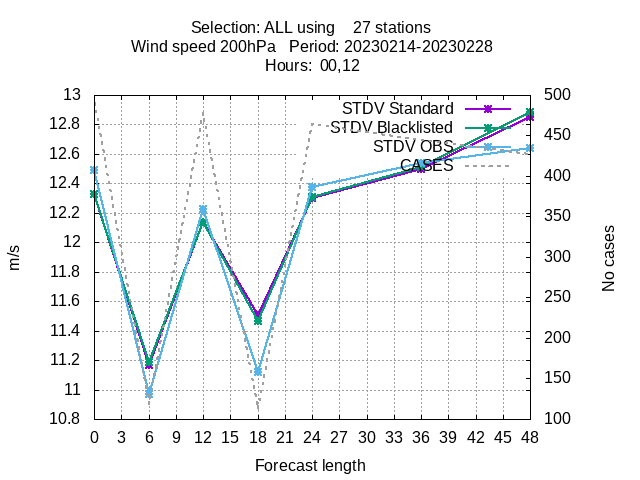 Selection: ALL using    27 stations
Wind speed 200hPa   Period: 20230214-20230228
Hours:  00,12
STDV Standard
STDV Blacklisted
STDV OBS
CASES
m/s
13
12.8
12.6
12.4
12.2
12
11.8
11.6
11.4
11.2
11
10.8
500
450
400
350
300
250
200
150
100
No cases
0 3 6 9 12 15 18 21 24 27 30 33 36 39 42 45 48
Forecast length